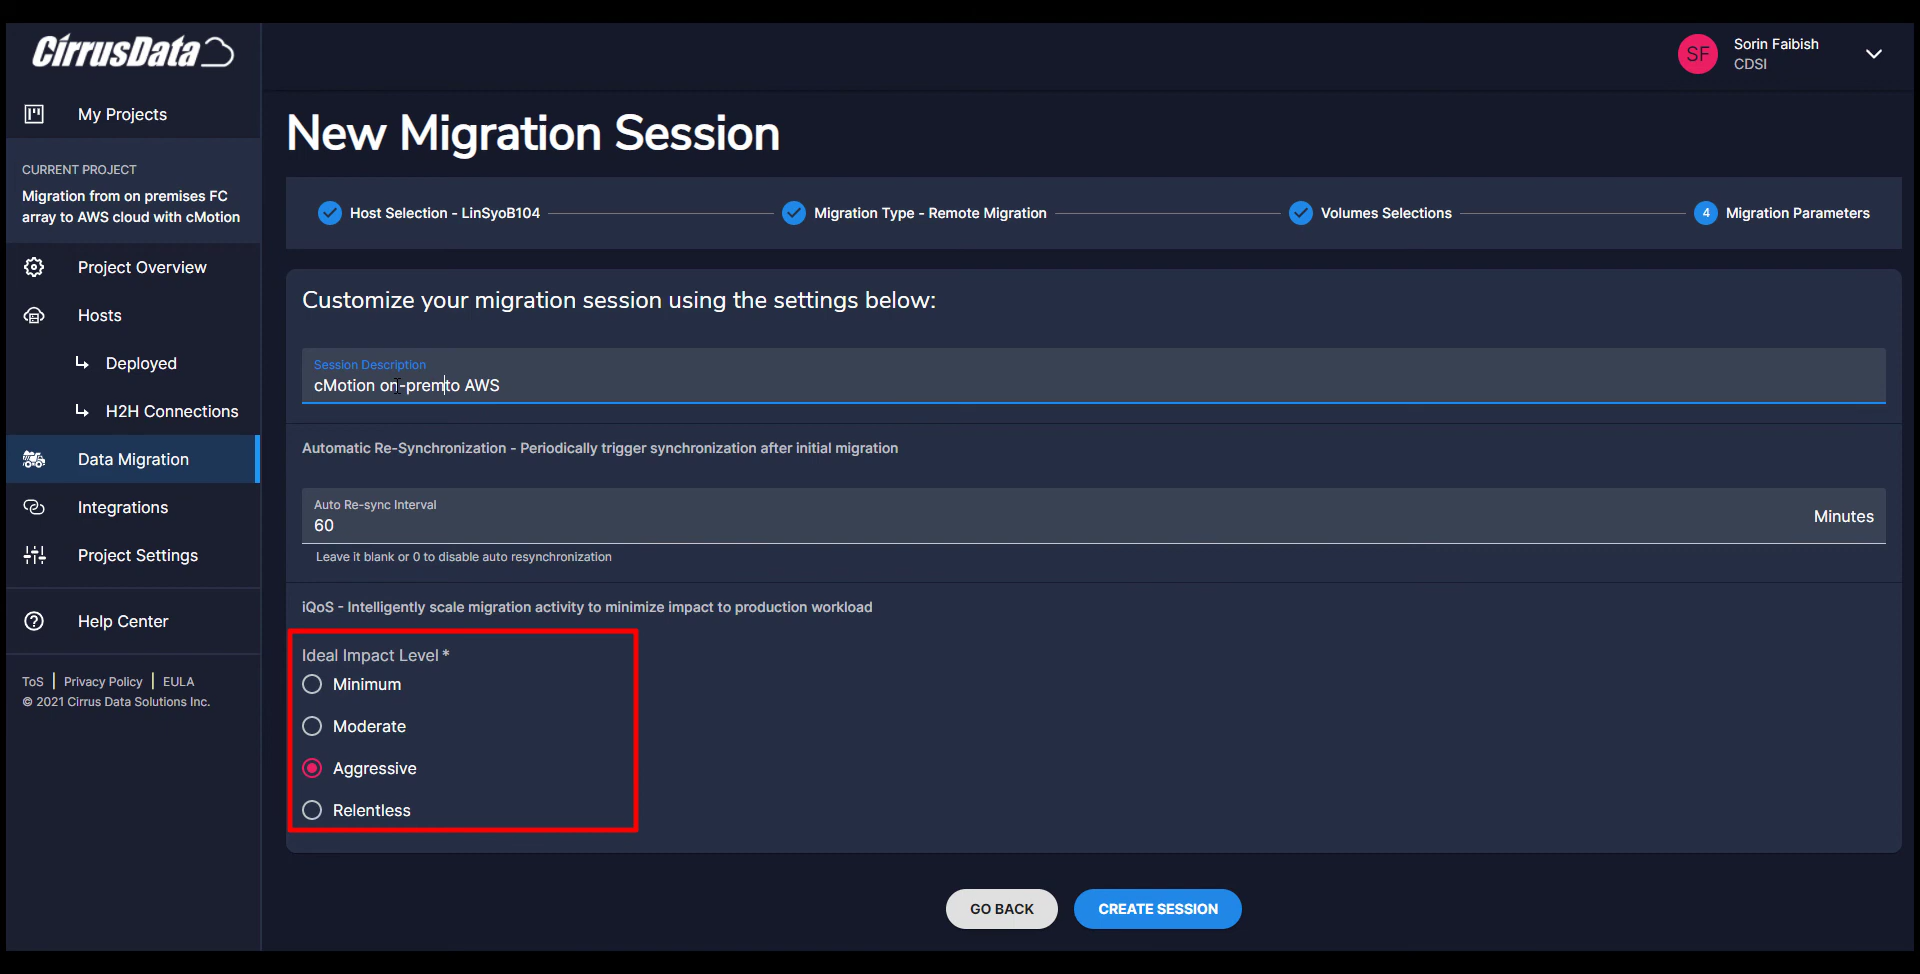 CirrusData
SF
Sorin Faibish
CDSI
My Projects
CURRENT PROJECT
Migration from on premises FC
array to AWS cloud with cMotion
Project Overview
Hosts
Deployed
H2H Connections
Data Migration
Integrations
Project Settings
Help Center
ToS | Privacy Policy | EULA
© 2021 Cirrus Data Solutions Inc.
New Migration Session
Host Selection - LinSyoB104
Migration Type - Remote Migration
Volumes Selections
4 Migration Parameters
Customize your migration session using the settings below:
Session Description
cMotion on-premto AWS
Automatic Re-Synchronization - Periodically trigger synchronization after initial migration
Auto Re-sync Interval
60
Minutes
Leave it blank or 0 to disable auto resynchronization
iQoS - Intelligently scale migration activity to minimize impact to production workload
Ideal Impact Level *
Minimum
Moderate
Aggressive
Relentless
GO BACK
CREATE SESSION